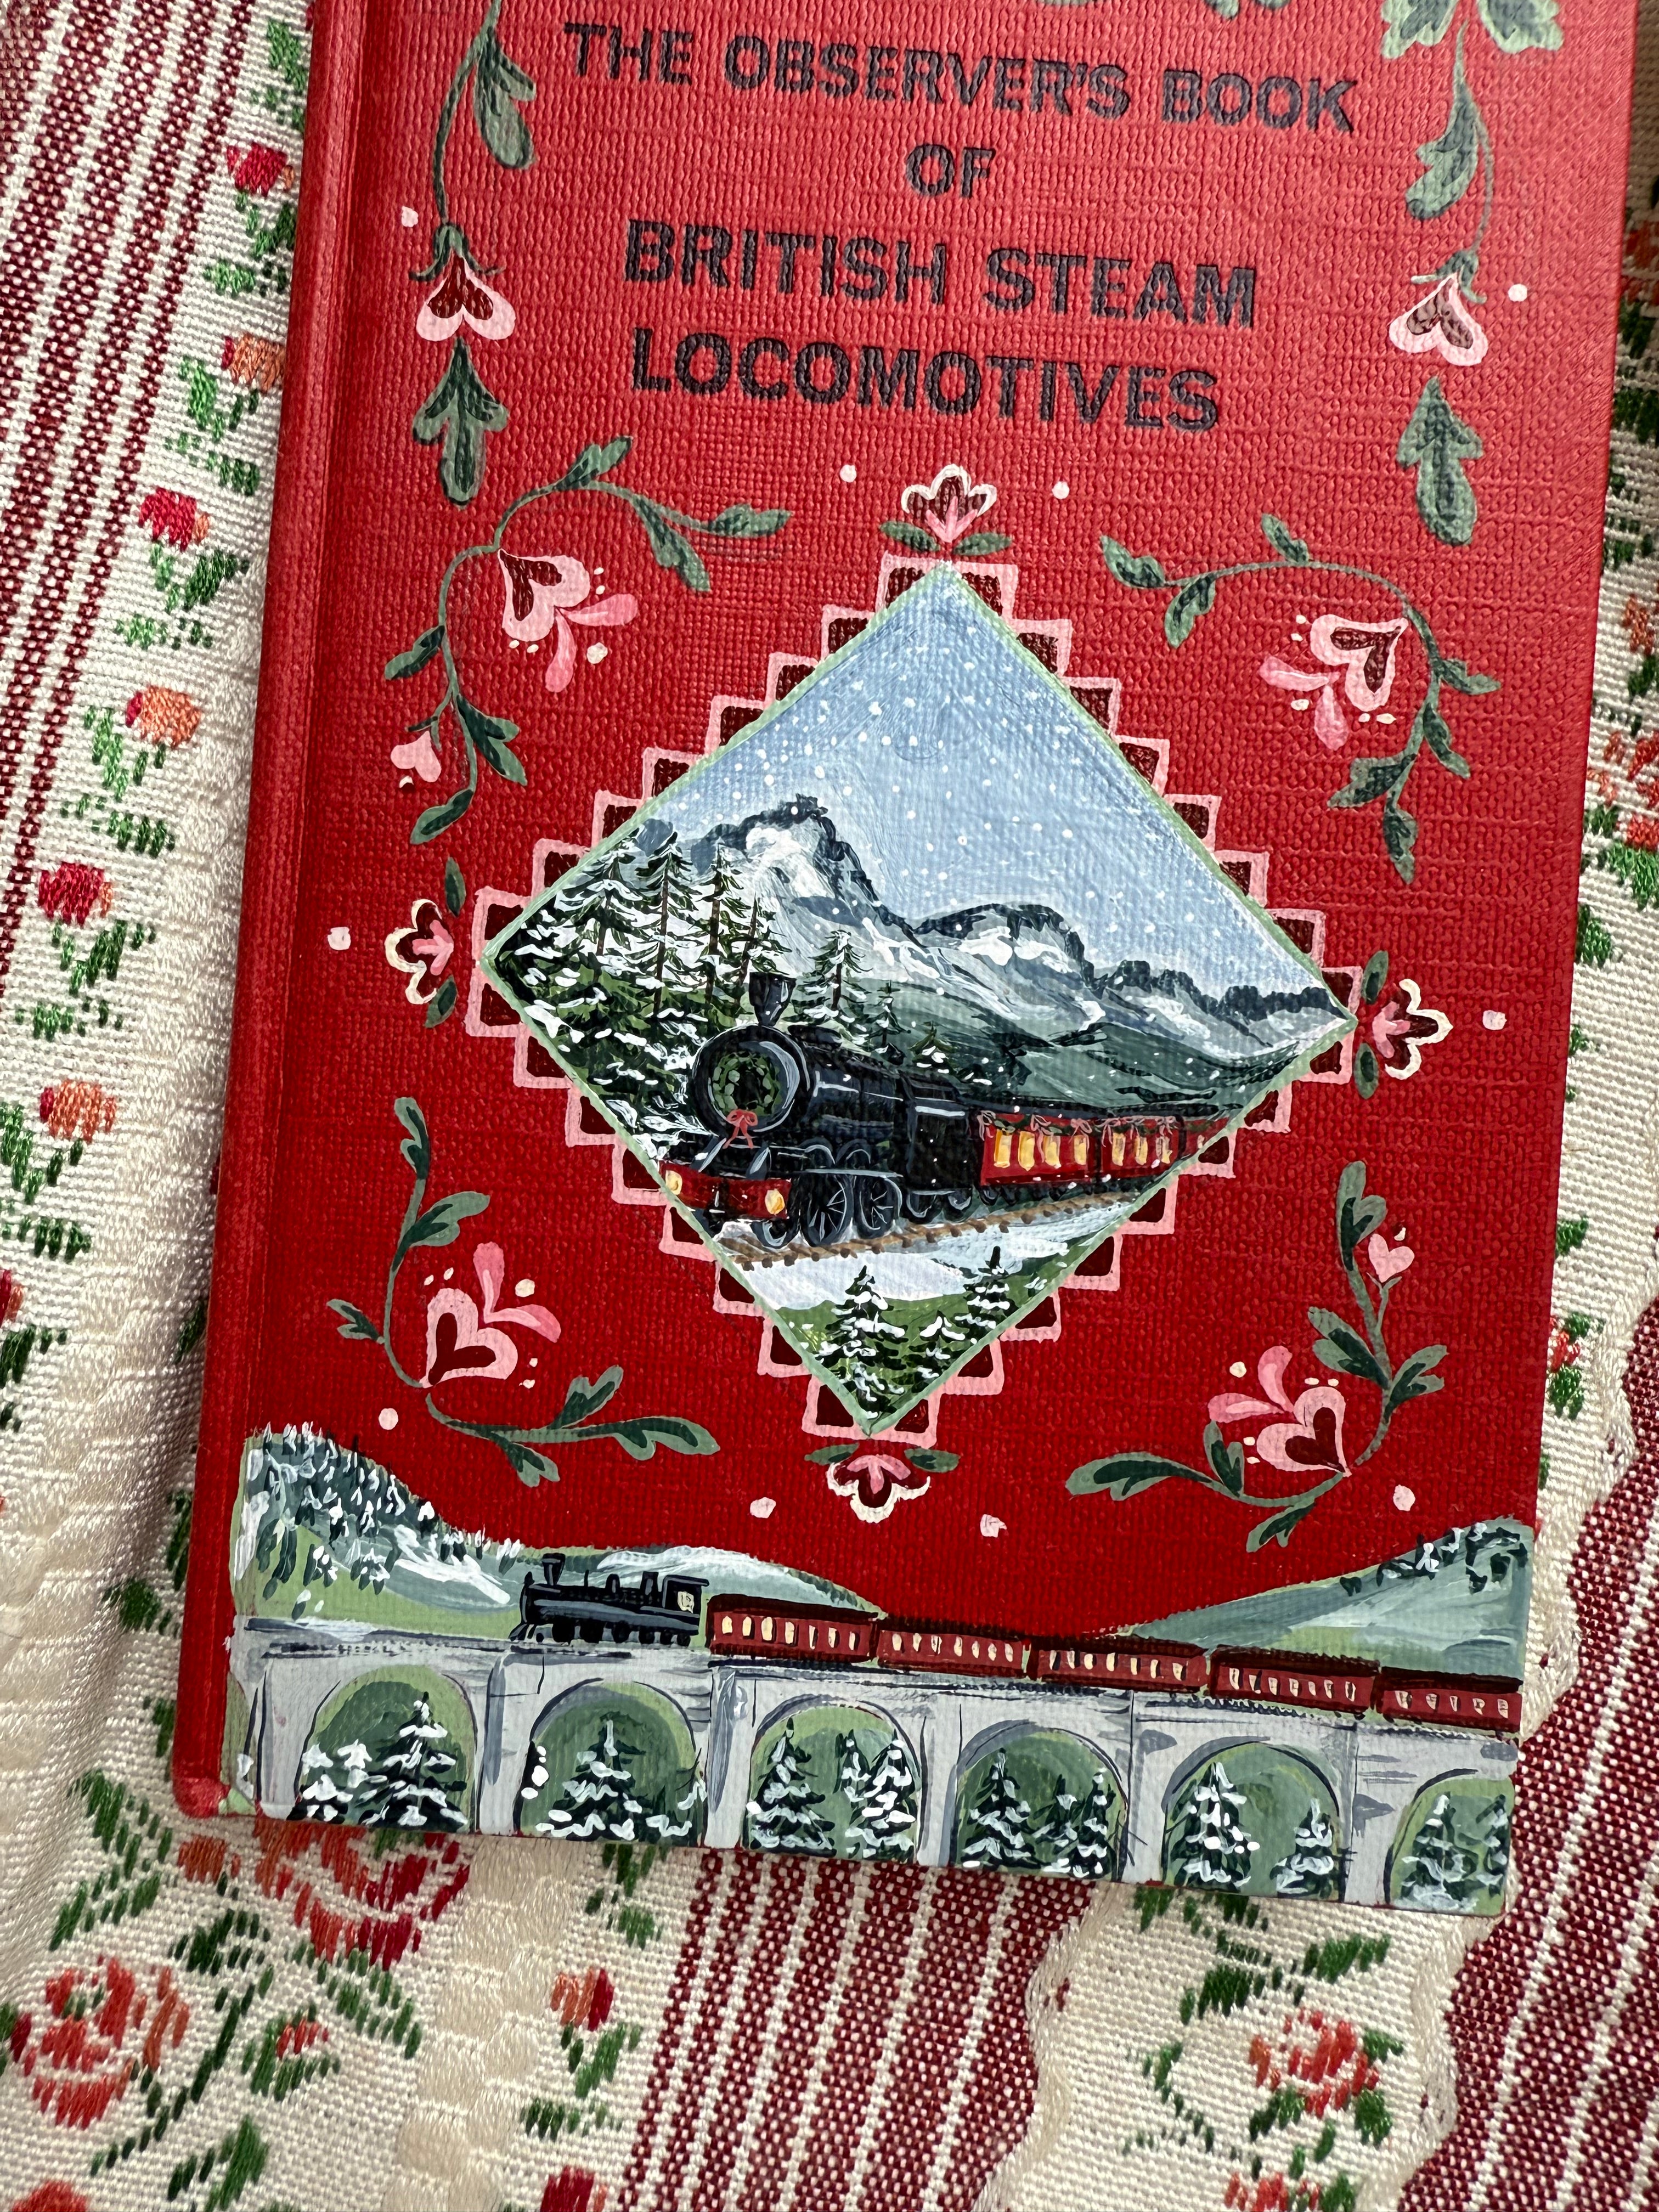 THE OBSERVER'S BOOK
OF
BRITISH STEAM
LOCOMOTIVES